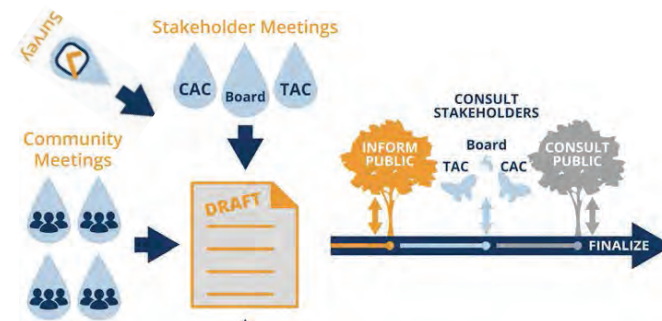 Survey
Stakeholder Meetings
CAC
Board
TAC
Community
Meetings
DRAFT
CONSULT
STAKEHOLDERS
INFORM
PUBLIC
Board
TAC
CAC
CONSULT
PUBLIC
FINALIZE